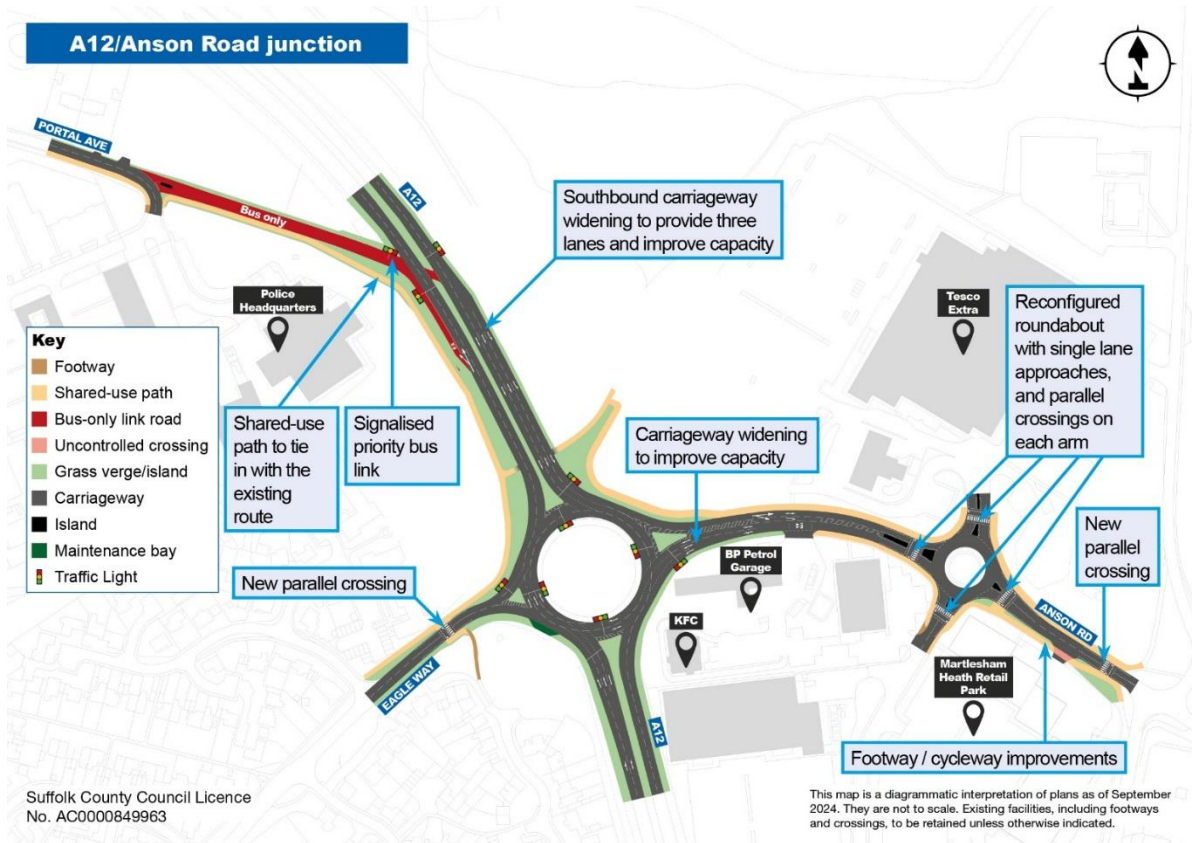 A12/Anson Road junction
PORTAL AVE
Bus only
A12
Southbound carriageway
widening to provide three
lanes and improve capacity
Police
Headquarters
Tesco
Extra
Reconfigured
roundabout
with single lane
approaches,
and parallel
crossings on
each arm
Key
Footway
Shared-use path
Bus-only link road
Uncontrolled crossing
Grass verge/island
Carriageway
Island
Maintenance bay
Traffic Light
Shared-use
path to tie
in with the
existing
route
Signalised
priority bus
link
Carriageway widening
to improve capacity
New
parallel
crossing
New parallel crossing
BP Petrol
Garage
KFC
ANSON RD
EAGLE WAY
A12
Martlesham
Heath Retail
Park
Footway / cycleway improvements
Suffolk County Council Licence
No. AC0000849963
This map is a diagrammatic interpretation of plans as of September
2024. They are not to scale. Existing facilities, including footways
and crossings, to be retained unless otherwise indicated.